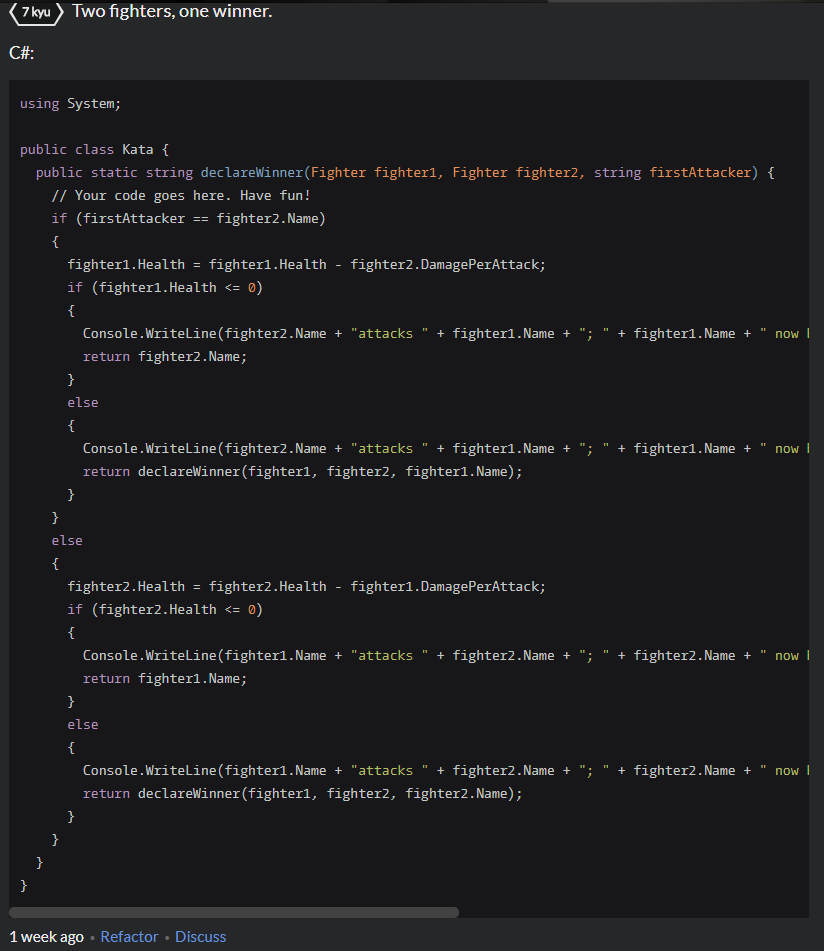 7 kyu Two fighters, one winner.
C#:
using System;
public class Kata {
public static string declareWinner(Fighter fighter1, Fighter fighter2, string firstAttacker) {
// Your code goes here. Have fun!
if (firstAttacker == fighter2.Name)
{
fighter1.Health = fighter1.Health - fighter2.DamagePerAttack;
if (fighter1.Health <= 0)
{
Console.WriteLine(fighter2.Name + "attacks " + fighter1.Name + "; " + fighter1.Name + " now
return fighter2.Name;
}
else
{
Console.WriteLine(fighter2.Name + "attacks " + fighter1.Name + "; " + fighter1.Name + " now
return declareWinner(fighter1, fighter2, fighter1.Name);
}
}
else
{
fighter2.Health = fighter2.Health - fighter1.DamagePerAttack;
if (fighter2.Health <= 0)
{
Console.WriteLine(fighter1.Name + "attacks " + fighter2.Name + "; " + fighter2.Name + " now
return fighter1.Name;
}
else
{
Console.WriteLine(fighter1.Name + "attacks " + fighter2.Name + "; " + fighter2.Name + " now
return declareWinner(fighter1, fighter2, fighter2.Name);
}
}
}
}
1 week ago • Refactor • Discuss